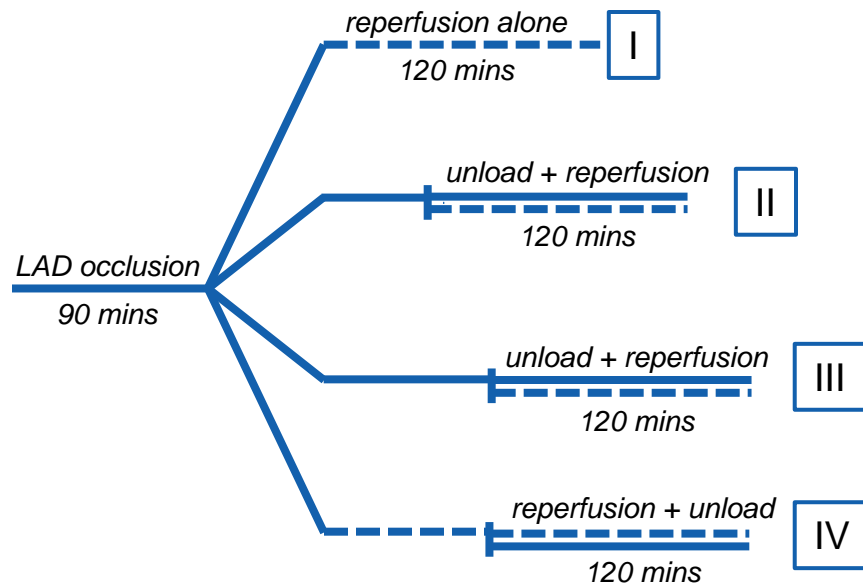 reperfusion alone
120 mins
I
unload + reperfusion
120 mins
II
LAD occlusion
90 mins
unload + reperfusion
120 mins
III
reperfusion + unload
120 mins
IV